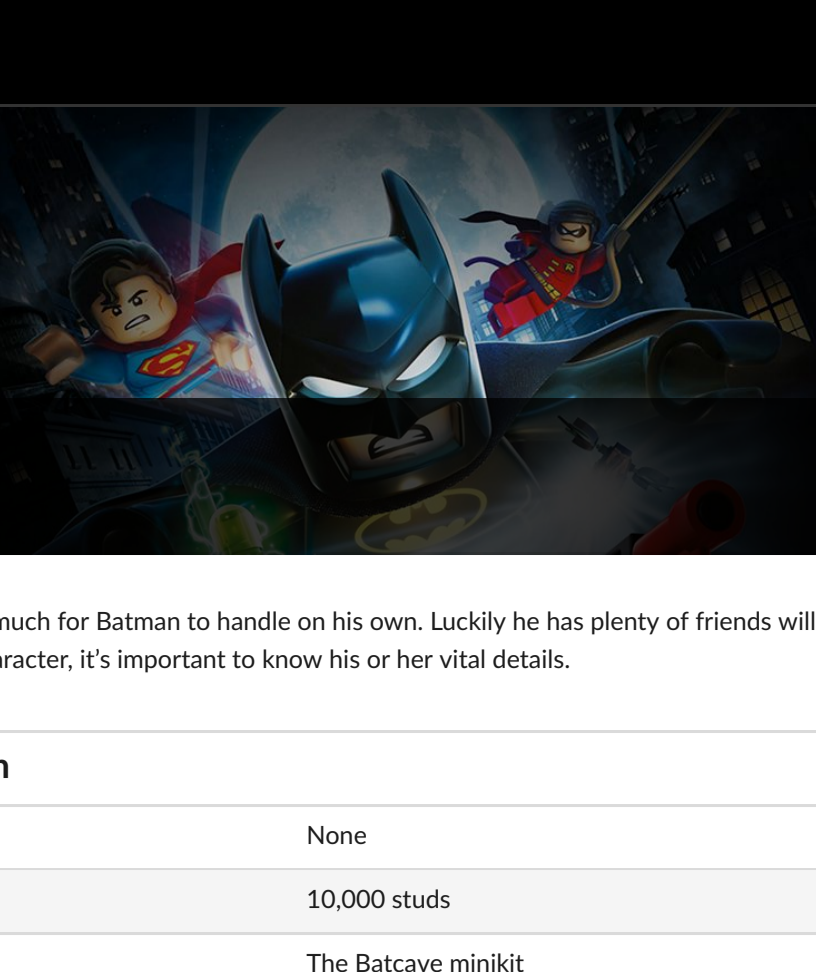 much for Batman to handle on his own. Luckily he has plenty of friends will
aracter, it’s important to know his or her vital details.
n
None
10,000 studs
The Batcave minikit